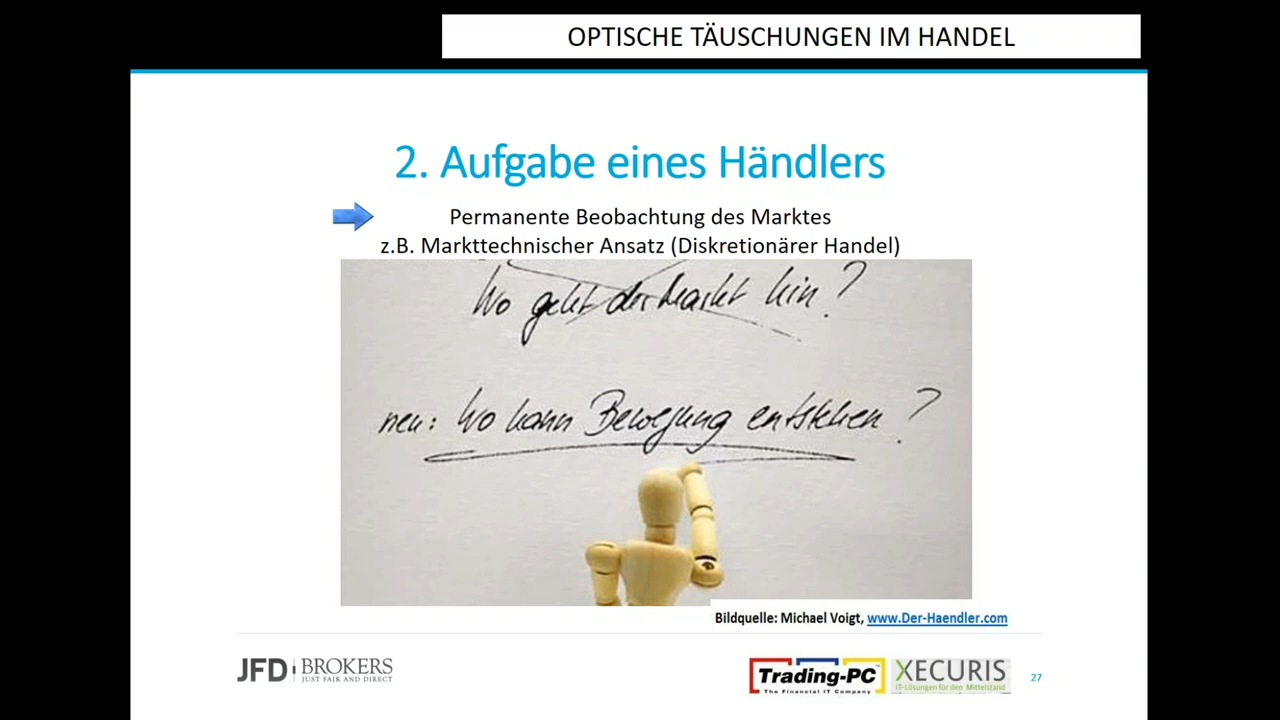 OPTISCHE TÄUSCHUNGEN IM HANDEL
2. Aufgabe eines Händlers
Permanente Beobachtung des Marktes
z.B. Markttechnischer Ansatz (Diskretionärer Handel)
Wo geht der Markt hin?
neu: Wo kann Bewegung entstehen?
Bildquelle: Michael Voigt, www.Der-Haendler.com
JFD BROKERS
JUST FAIR AND DIRECT
Trading-PC
The Financial IT Company
XECURIS
IT-Lösungen für den Mittelstand
27